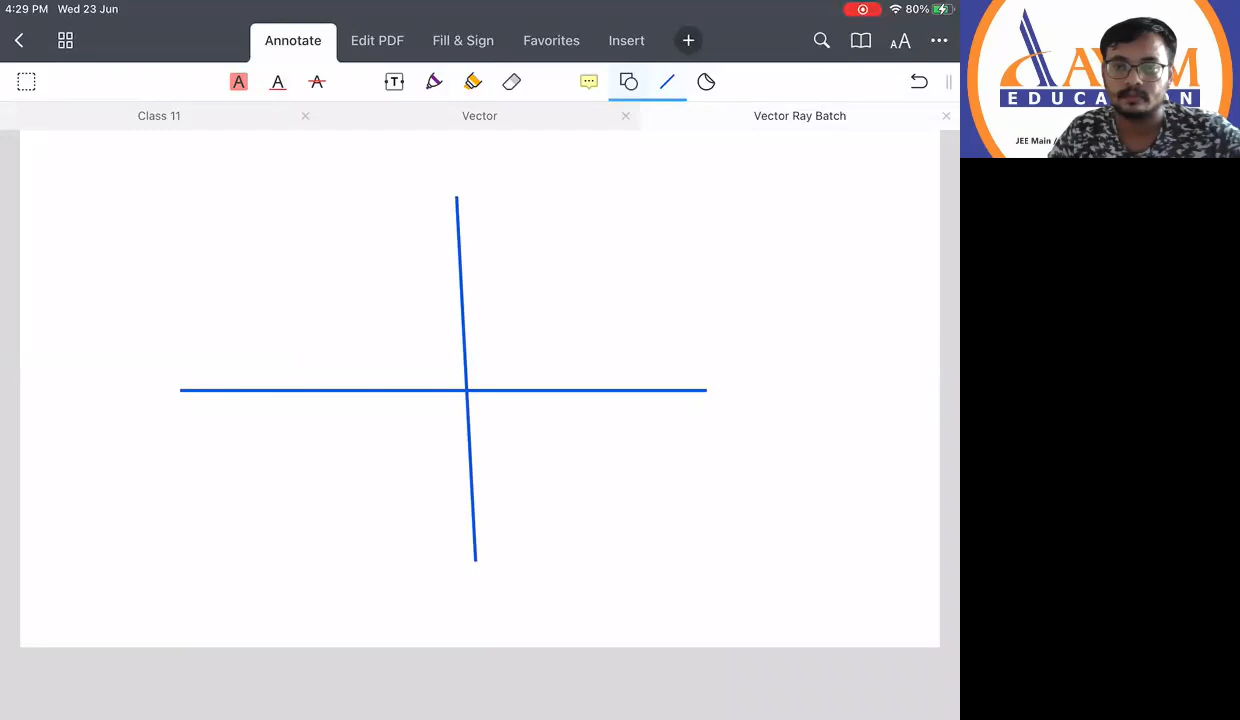 4:29 PM Wed 23 Jun
80%
Annotate
Edit PDF
Fill & Sign
Favorites
Insert
AA
A
A
A
T
Class 11
Vector
Vector Ray Batch
EDUCA N
JEE Main /